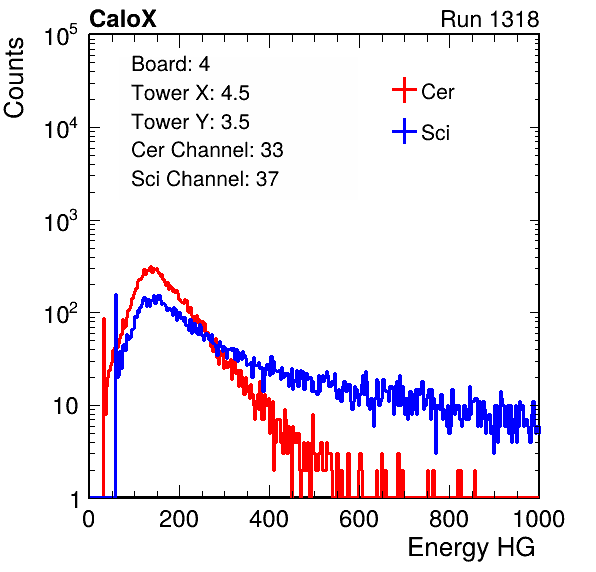 CaloX Run 1318
Counts
10^5
10^4
10^3
10^2
10
1
Board: 4
Tower X: 4.5
Tower Y: 3.5
Cer Channel: 33
Sci Channel: 37
Cer
Sci
0 200 400 600 800 1000
Energy HG